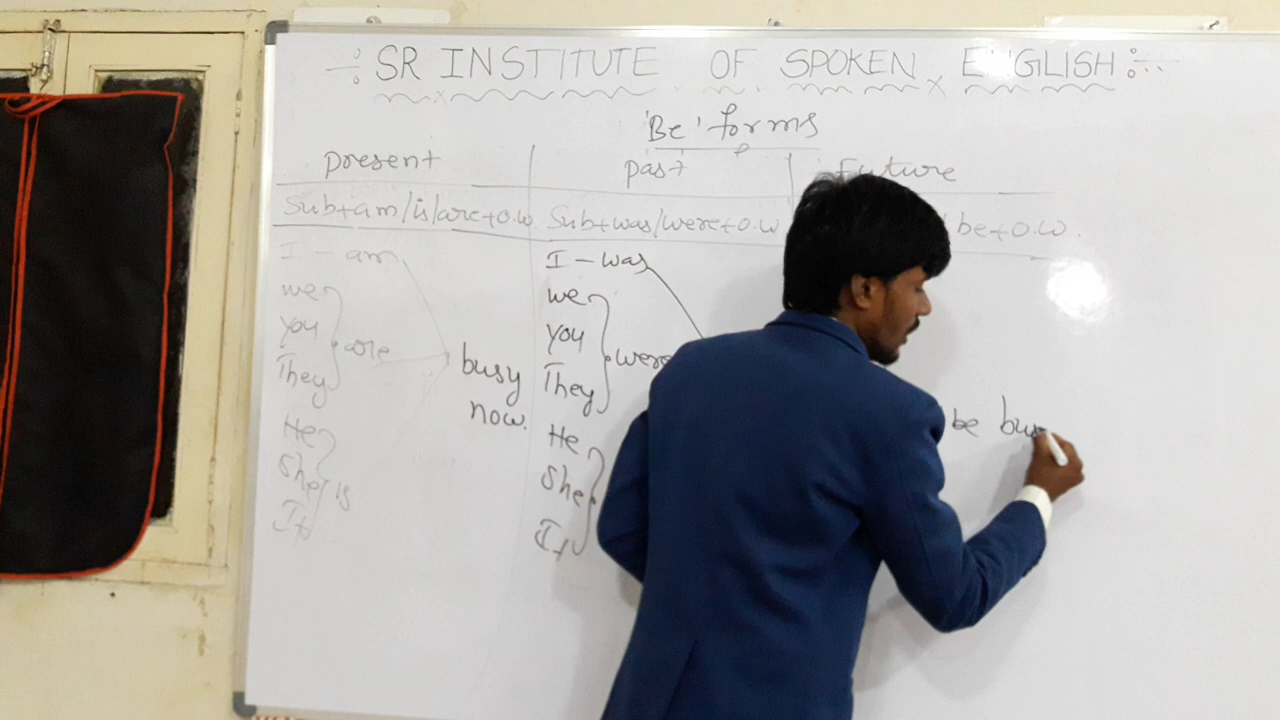 SR INSTITUTE OF SPOKEN ENGLISH
'Be' forms
present past Future
Sub+am/is/are+O.W Sub+was/were+O.W be+O.W.
I - am
we
you
They
are
He
She
It
is
busy
now.
I - was
we
you
They
were
He
She
It
be bus